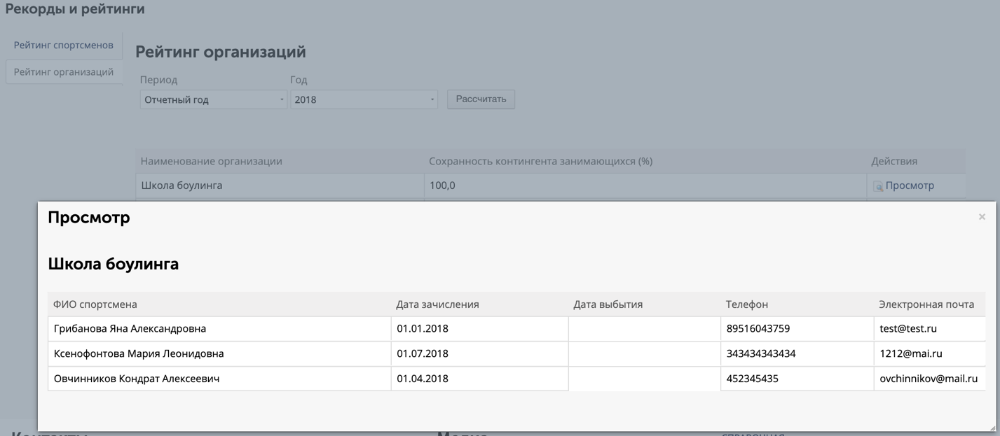 Рекорды и рейтинги
Рейтинг спортсменов
Рейтинг организаций
Рейтинг организаций
Период Год
Отчетный год 2018 Рассчитать
Наименование организации Сохранность контингента занимающихся (%) Действия
Школа боулинга 100,0 Просмотр
Просмотр ×
Школа боулинга
ФИО спортсмена Дата зачисления Дата выбытия Телефон Электронная почта
Грибанова Яна Александровна 01.01.2018 89516043759 test@test.ru
Ксенофонтова Мария Леонидовна 01.07.2018 343434343434 1212@mai.ru
Овчинников Кондрат Алексеевич 01.04.2018 452345435 ovchinnikov@mail.ru